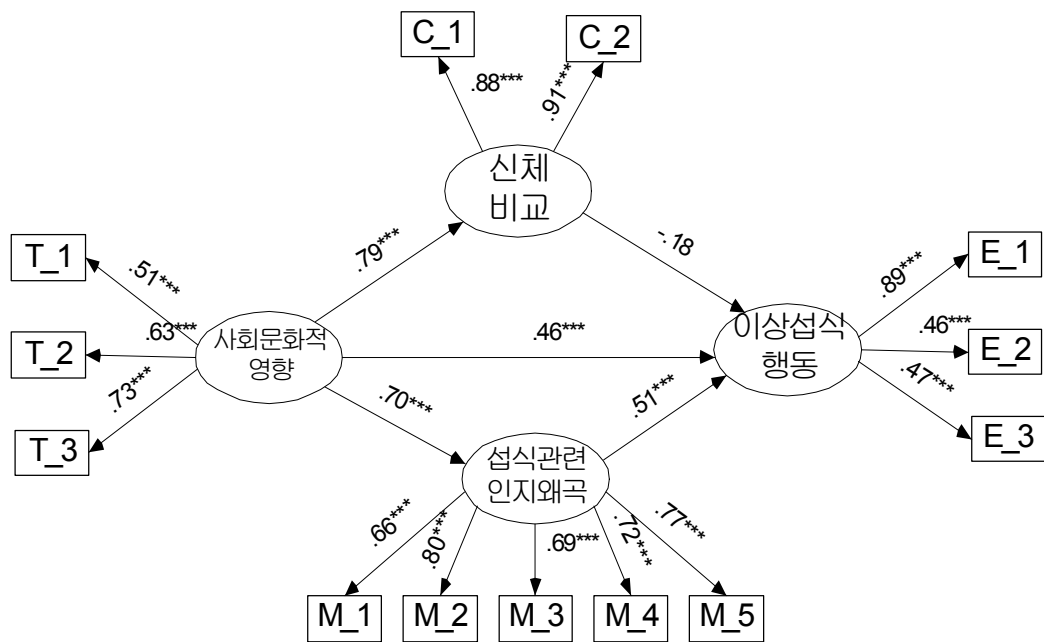 C_1
C_2
.88***
.91***
신체
비교
.79***
-.18
T_1
T_2
T_3
.51***
.63***
.73***
사회문화적
영향
.46***
이상섭식
행동
.89***
.46***
.47***
E_1
E_2
E_3
.70***
.51***
섭식관련
인지왜곡
.66***
.80***
.69***
.72***
.77***
M_1
M_2
M_3
M_4
M_5